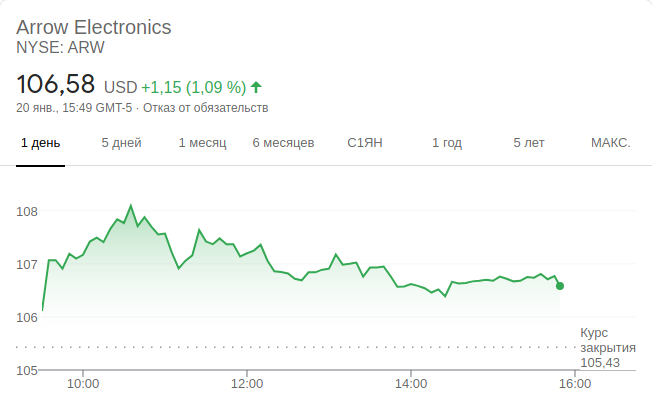 Arrow Electronics
NYSE: ARW
106,58 USD +1,15 (1,09 %)
20 янв., 15:49 GMT-5 · Отказ от обязательств
1 день 5 дней 1 месяц 6 месяцев С1ЯН 1 год 5 лет МАКС.
108
107
106
Курс
закрытия
105,43
105
10:00 12:00 14:00 16:00